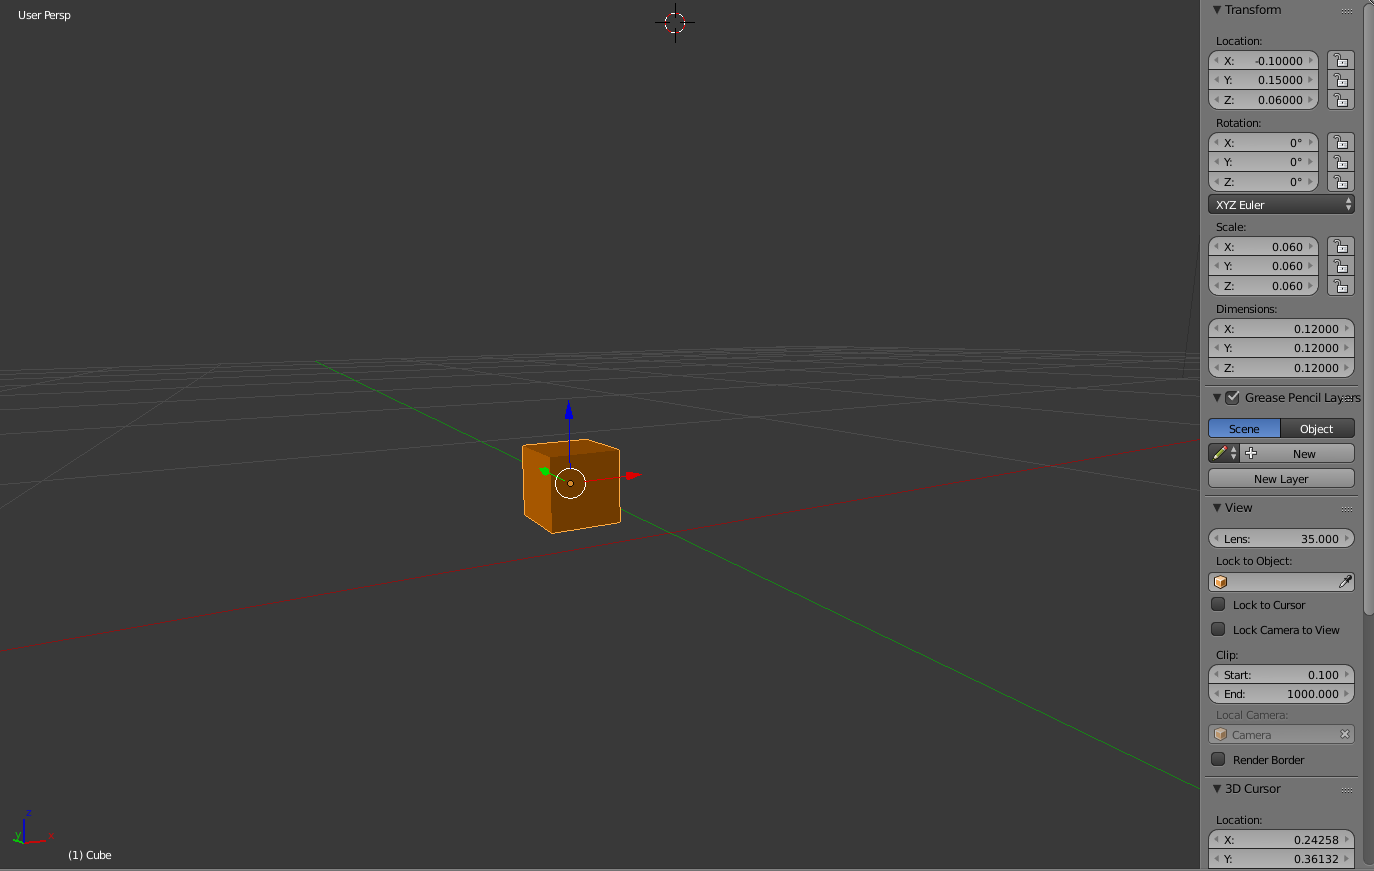 User Persp
Transform
Location:
X: -0.10000
Y: 0.15000
Z: 0.06000
Rotation:
X: 0°
Y: 0°
Z: 0°
XYZ Euler
Scale:
X: 0.060
Y: 0.060
Z: 0.060
Dimensions:
X: 0.12000
Y: 0.12000
Z: 0.12000
Grease Pencil Layers
Scene Object
New
New Layer
View
Lens: 35.000
Lock to Object:
Lock to Cursor
Lock Camera to View
Clip:
Start: 0.100
End: 1000.000
Local Camera:
Camera
Render Border
3D Cursor
Location:
X: 0.24258
Y: 0.36132
z
y x
(1) Cube